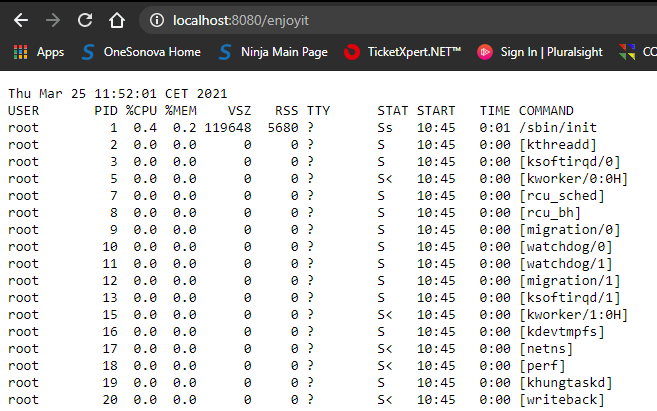 localhost:8080/enjoyit
Apps OneSonova Home Ninja Main Page TicketXpert.NET™ Sign In | Pluralsight CC
Thu Mar 25 11:52:01 CET 2021
USER PID %CPU %MEM VSZ RSS TTY STAT START TIME COMMAND
root 1 0.4 0.2 119648 5680 ? Ss 10:45 0:01 /sbin/init
root 2 0.0 0.0 0 0 ? S 10:45 0:00 [kthreadd]
root 3 0.0 0.0 0 0 ? S 10:45 0:00 [ksoftirqd/0]
root 5 0.0 0.0 0 0 ? S< 10:45 0:00 [kworker/0:0H]
root 7 0.0 0.0 0 0 ? S 10:45 0:00 [rcu_sched]
root 8 0.0 0.0 0 0 ? S 10:45 0:00 [rcu_bh]
root 9 0.0 0.0 0 0 ? S 10:45 0:00 [migration/0]
root 10 0.0 0.0 0 0 ? S 10:45 0:00 [watchdog/0]
root 11 0.0 0.0 0 0 ? S 10:45 0:00 [watchdog/1]
root 12 0.0 0.0 0 0 ? S 10:45 0:00 [migration/1]
root 13 0.0 0.0 0 0 ? S 10:45 0:00 [ksoftirqd/1]
root 15 0.0 0.0 0 0 ? S< 10:45 0:00 [kworker/1:0H]
root 16 0.0 0.0 0 0 ? S 10:45 0:00 [kdevtmpfs]
root 17 0.0 0.0 0 0 ? S< 10:45 0:00 [netns]
root 18 0.0 0.0 0 0 ? S< 10:45 0:00 [perf]
root 19 0.0 0.0 0 0 ? S 10:45 0:00 [khungtaskd]
root 20 0.0 0.0 0 0 ? S< 10:45 0:00 [writeback]